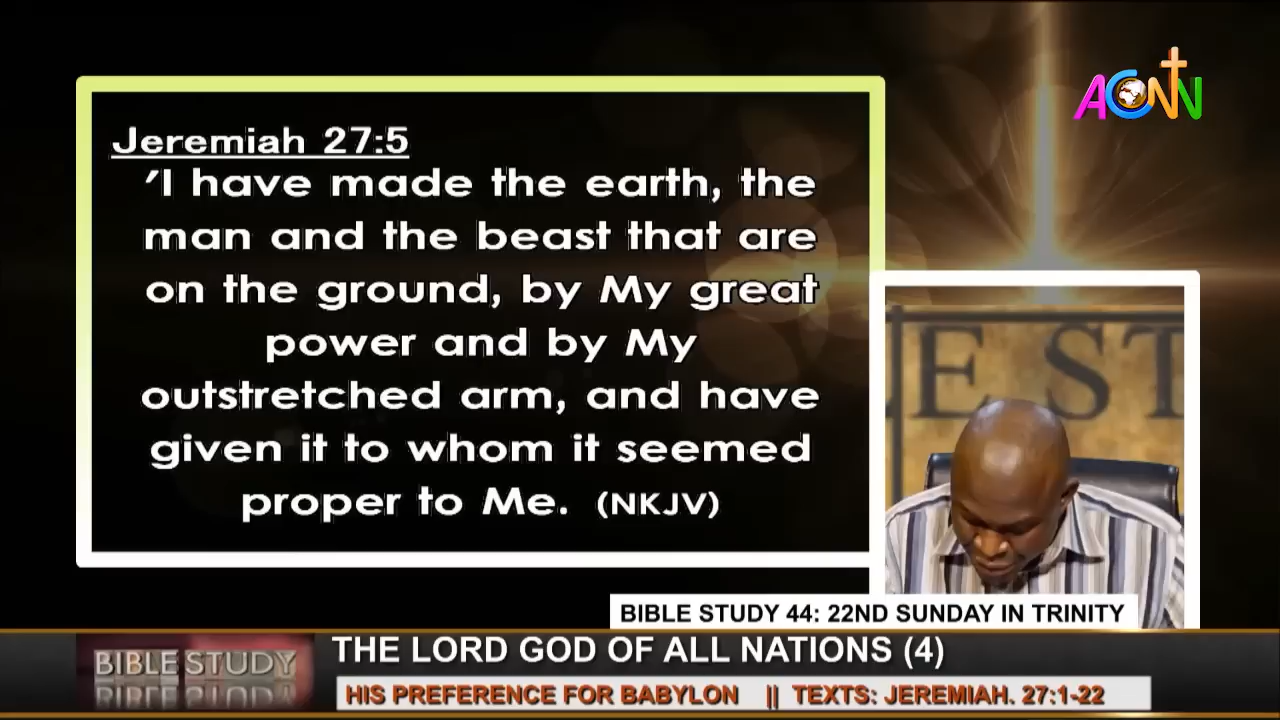 ACNN
Jeremiah 27:5
‘I have made the earth, the
man and the beast that are
on the ground, by My great
power and by My
outstretched arm, and have
given it to whom it seemed
proper to Me. (NKJV)
LE ST
BIBLE STUDY 44: 22ND SUNDAY IN TRINITY
BIBLE STUDY
THE LORD GOD OF ALL NATIONS (4)
HIS PREFERENCE FOR BABYLON || TEXTS: JEREMIAH. 27:1-22